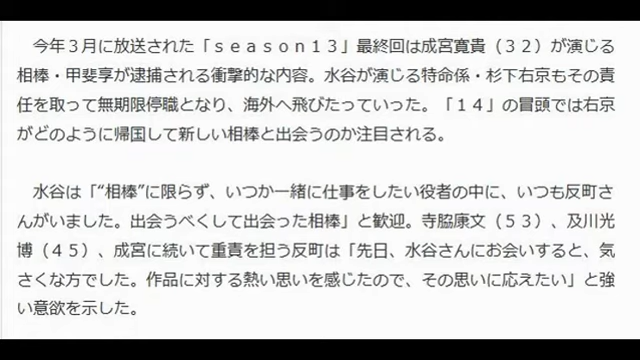 今年３月に放送された「ｓｅａｓｏｎ１３」最終回は成宮寛貴（３２）が演じる
相棒・甲斐享が逮捕される衝撃的な内容。水谷が演じる特命係・杉下右京もその責
任を取って無期限停職となり、海外へ飛びたっていった。「１４」の冒頭では右京
がどのように帰国して新しい相棒と出会うのか注目される。
水谷は「“相棒”に限らず、いつか一緒に仕事をしたい役者の中に、いつも反町さ
んがいました。出会うべくして出会った相棒」と歓迎。寺脇康文（５３）、及川光
博（４５）、成宮に続いて重責を担う反町は「先日、水谷さんにお会いすると、気
さくな方でした。作品に対する熱い思いを感じたので、その思いに応えたい」と強
い意欲を示した。